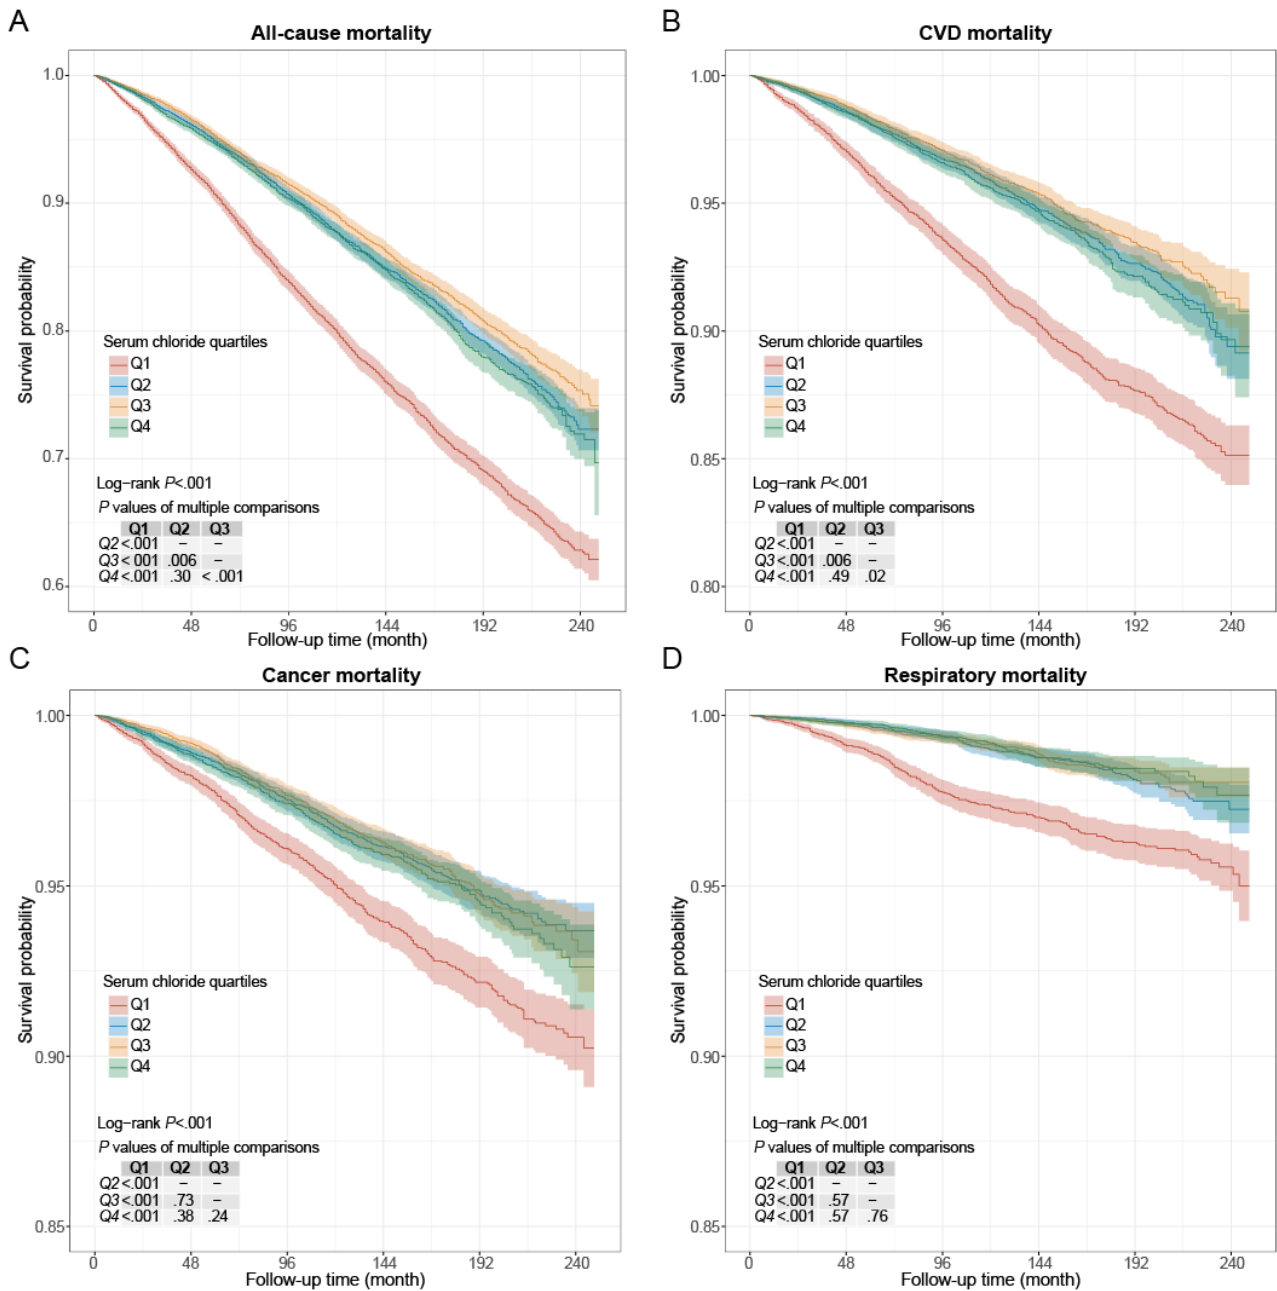 A
All-cause mortality
1.0
0.9
0.8
0.7
0.6
Survival probability
Serum chloride quartiles
Q1
Q2
Q3
Q4
Log−rank P<.001
P values of multiple comparisons
Q1 Q2 Q3
Q2 <.001 − −
Q3 <.001 .006 −
Q4 <.001 .30 < .001
0 48 96 144 192 240
Follow-up time (month)
B
CVD mortality
1.00
0.95
0.90
0.85
0.80
Survival probability
Serum chloride quartiles
Q1
Q2
Q3
Q4
Log−rank P<.001
P values of multiple comparisons
Q1 Q2 Q3
Q2 <.001 − −
Q3 <.001 .006 −
Q4 <.001 .49 .02
0 48 96 144 192 240
Follow-up time (month)
C
Cancer mortality
1.00
0.95
0.90
0.85
Survival probability
Serum chloride quartiles
Q1
Q2
Q3
Q4
Log−rank P<.001
P values of multiple comparisons
Q1 Q2 Q3
Q2 <.001 − −
Q3 <.001 .73 −
Q4 <.001 .38 .24
0 48 96 144 192 240
Follow-up time (month)
D
Respiratory mortality
1.00
0.95
0.90
0.85
Survival probability
Serum chloride quartiles
Q1
Q2
Q3
Q4
Log−rank P<.001
P values of multiple comparisons
Q1 Q2 Q3
Q2 <.001 − −
Q3 <.001 .57 −
Q4 <.001 .57 .76
0 48 96 144 192 240
Follow-up time (month)